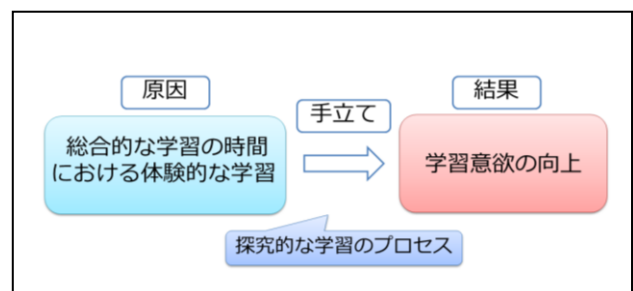 原因
手立て
結果
総合的な学習の時間
における体験的な学習
学習意欲の向上
探究的な学習のプロセス